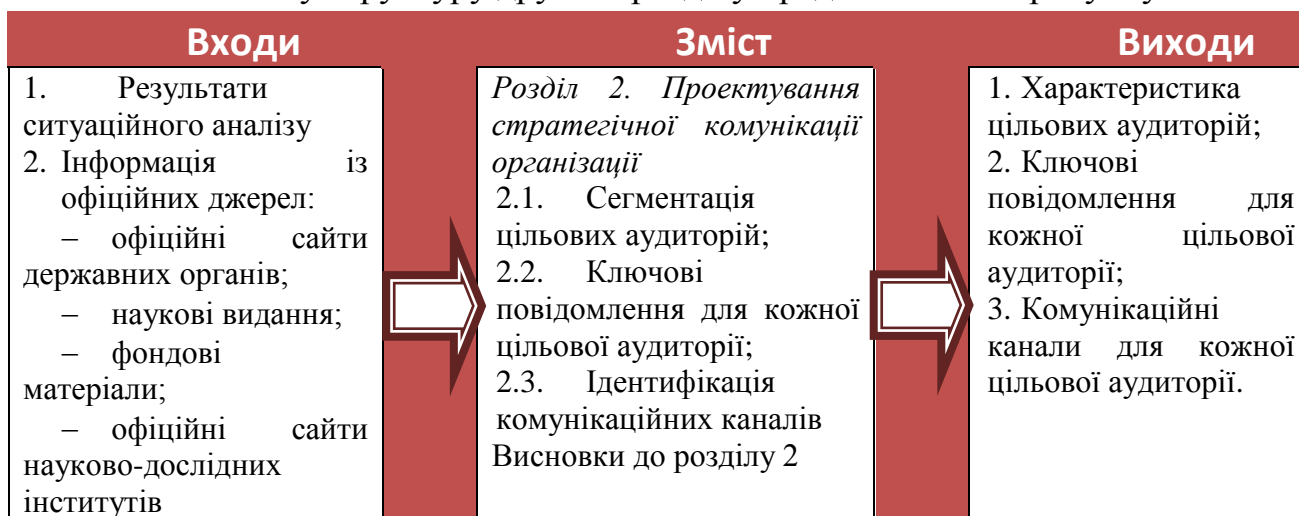 Входи
Зміст
Виходи
1. Результати
ситуаційного аналізу
2. Інформація із
офіційних джерел:
– офіційні сайти
державних органів;
– наукові видання;
– фондові
матеріали;
– офіційні сайти
науково-дослідних
інститутів
Розділ 2. Проектування
стратегічної комунікації
організації
2.1. Сегментація
цільових аудиторій;
2.2. Ключові
повідомлення для кожної
цільової аудиторії;
2.3. Ідентифікація
комунікаційних каналів
Висновки до розділу 2
1. Характеристика
цільових аудиторій;
2. Ключові
повідомлення для
кожної цільової
аудиторії;
3. Комунікаційні
канали для кожної
цільової аудиторії.